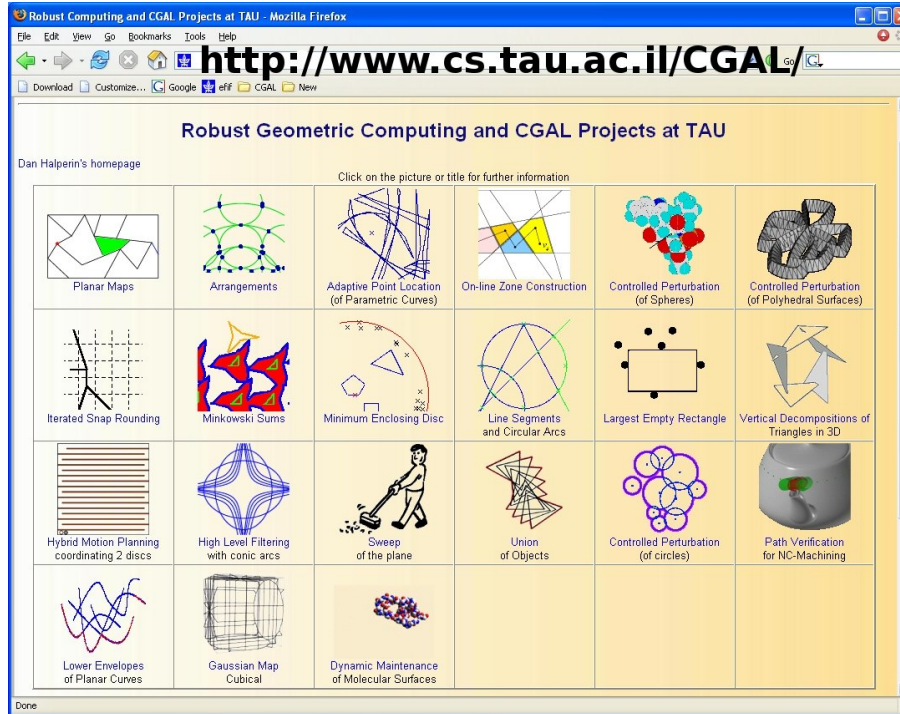 Robust Computing and CGAL Projects at TAU - Mozilla Firefox
File Edit View Go Bookmarks Tools Help
http://www.cs.tau.ac.il/CGAL/
Go
Download Customize... Google efif CGAL New
Robust Geometric Computing and CGAL Projects at TAU
Dan Halperin's homepage
Click on the picture or title for further information
Planar Maps
Arrangements
Adaptive Point Location
(of Parametric Curves)
On-line Zone Construction
Controlled Perturbation
(of Spheres)
Controlled Perturbation
(of Polyhedral Surfaces)
Iterated Snap Rounding
Minkowski Sums
Minimum Enclosing Disc
Line Segments
and Circular Arcs
Largest Empty Rectangle
Vertical Decompositions of
Triangles in 3D
Hybrid Motion Planning
coordinating 2 discs
High Level Filtering
with conic arcs
Sweep
of the plane
Union
of Objects
Controlled Perturbation
(of circles)
Path Verification
for NC-Machining
Lower Envelopes
of Planar Curves
Gaussian Map
Cubical
Dynamic Maintenance
of Molecular Surfaces
Done